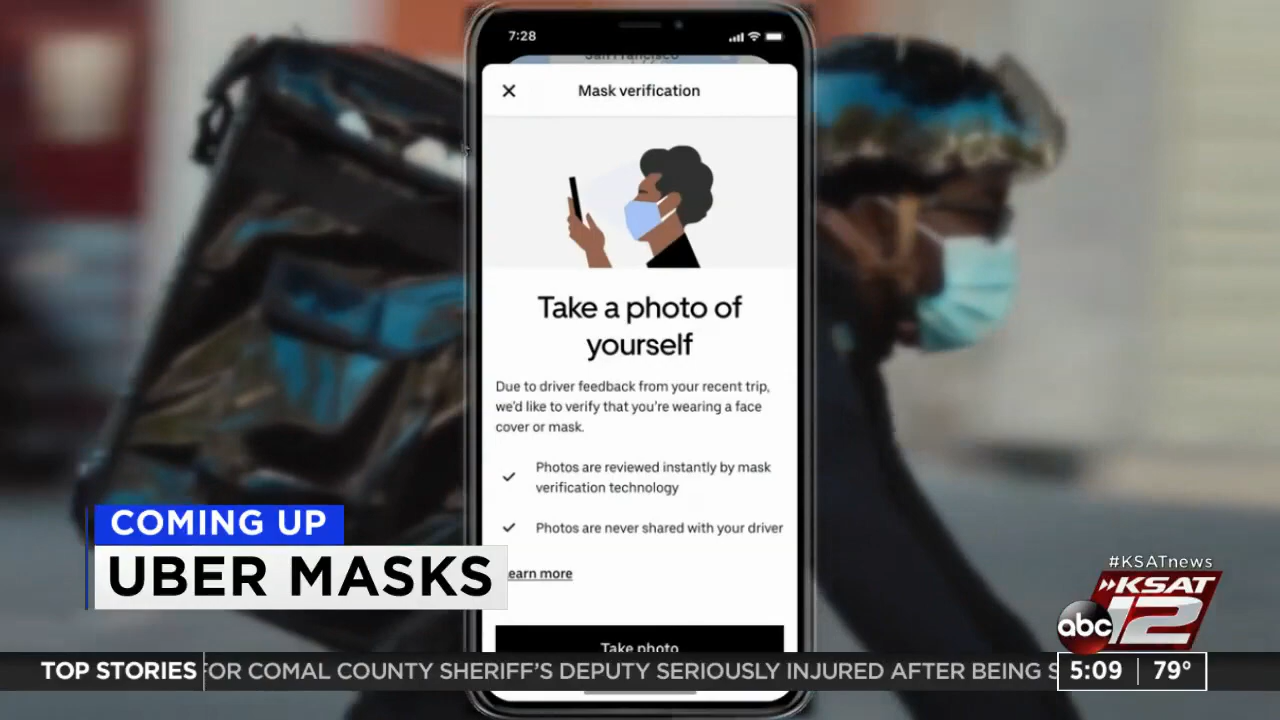 7:28
San Francisco
Mask verification
Take a photo of
yourself
Due to driver feedback from your recent trip,
we'd like to verify that you're wearing a face
cover or mask.
Photos are reviewed instantly by mask
verification technology
Photos are never shared with your driver
earn more
Take photo
COMING UP
UBER MASKS
#KSATnews
KSAT
abc 12
TOP STORIES FOR COMAL COUNTY SHERIFF'S DEPUTY SERIOUSLY INJURED AFTER BEING S 5:09 79°